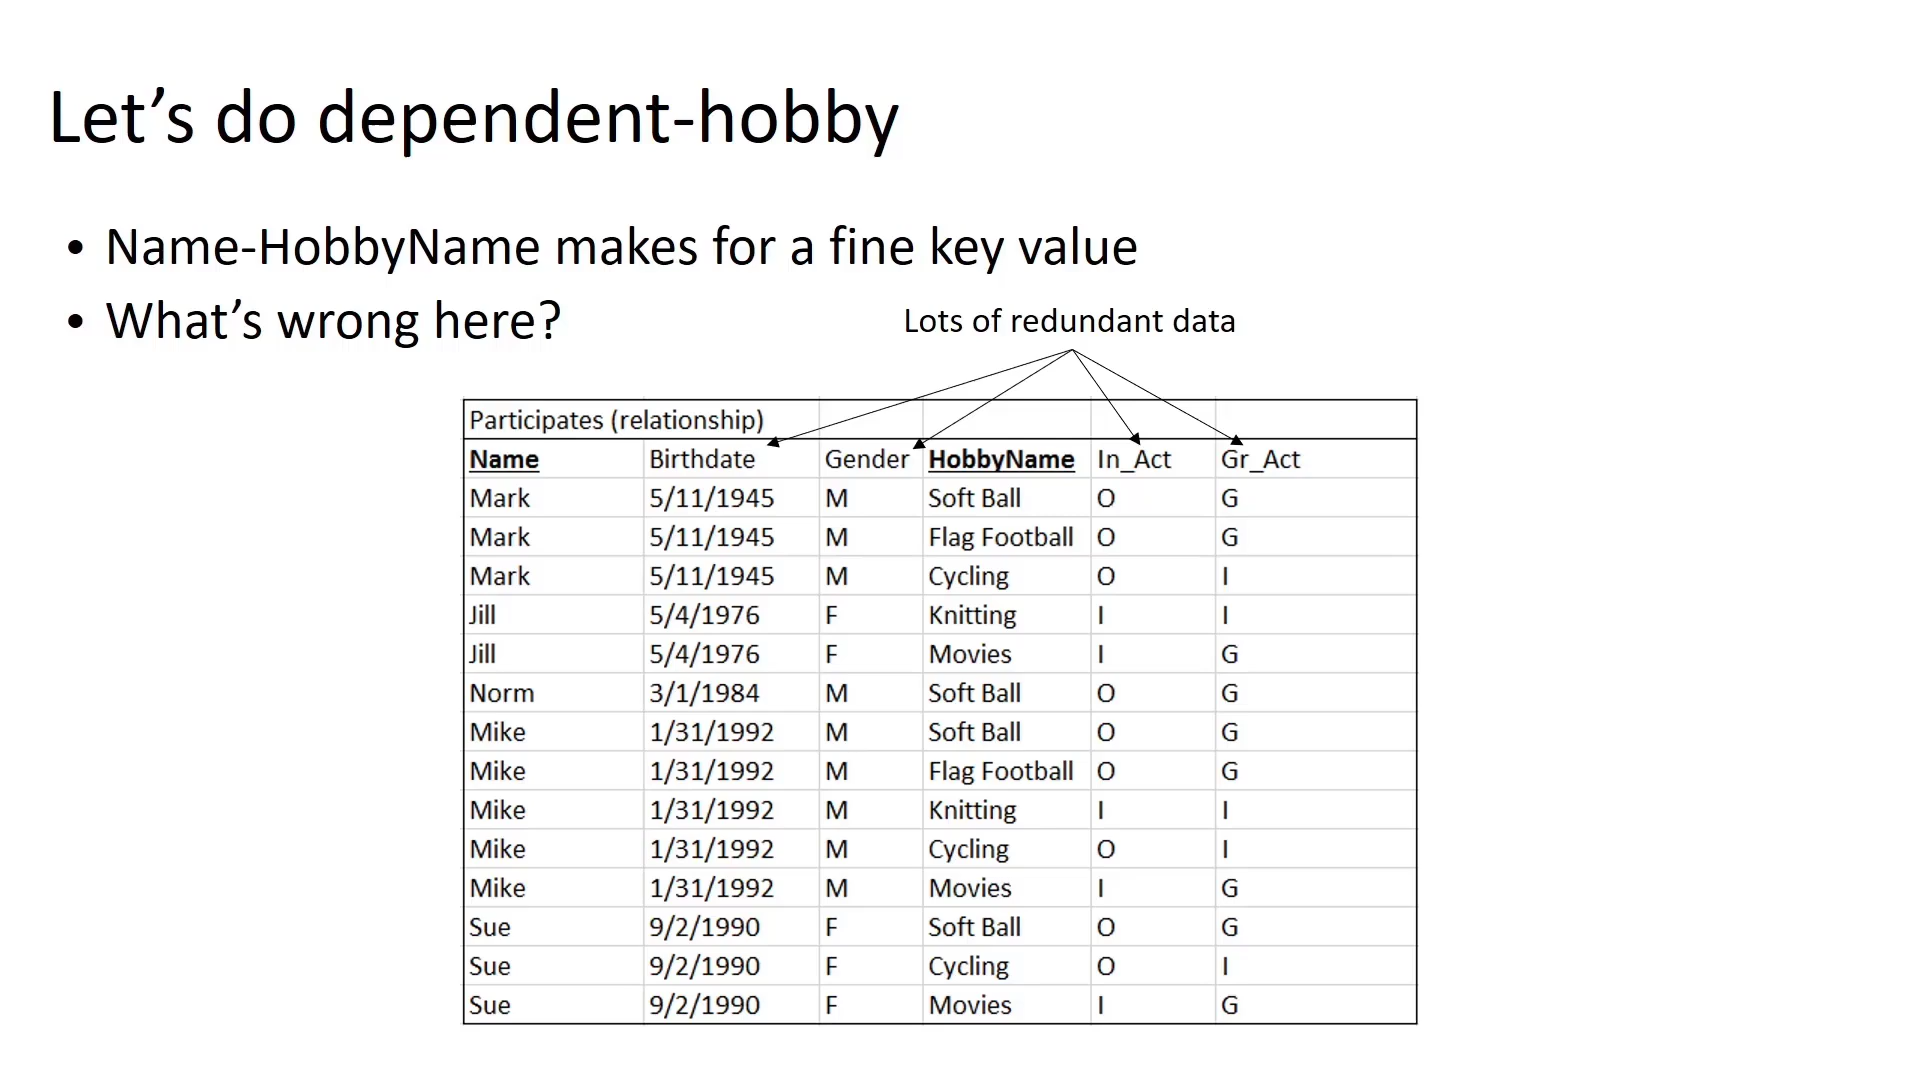 Let’s do dependent-hobby
• Name-HobbyName makes for a fine key value
• What’s wrong here?
Lots of redundant data
Participates (relationship)
Name Birthdate Gender HobbyName In_Act Gr_Act
Mark 5/11/1945 M Soft Ball O G
Mark 5/11/1945 M Flag Football O G
Mark 5/11/1945 M Cycling O I
Jill 5/4/1976 F Knitting I I
Jill 5/4/1976 F Movies I G
Norm 3/1/1984 M Soft Ball O G
Mike 1/31/1992 M Soft Ball O G
Mike 1/31/1992 M Flag Football O G
Mike 1/31/1992 M Knitting I I
Mike 1/31/1992 M Cycling O I
Mike 1/31/1992 M Movies I G
Sue 9/2/1990 F Soft Ball O G
Sue 9/2/1990 F Cycling O I
Sue 9/2/1990 F Movies I G